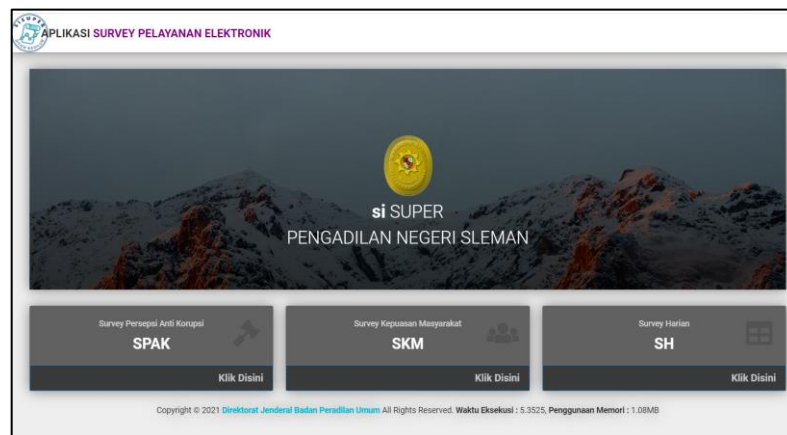 APLIKASI SURVEY PELAYANAN ELEKTRONIK
si SUPER
PENGADILAN NEGERI SLEMAN
Survey Persepsi Anti Korupsi
SPAK
Klik Disini
Survey Kepuasan Masyarakat
SKM
Klik Disini
Survey Harian
SH
Klik Disini
Copyright © 2021 Direktorat Jenderal Badan Peradilan Umum All Rights Reserved. Waktu Eksekusi : 5.3525, Penggunaan Memori : 1.08MB